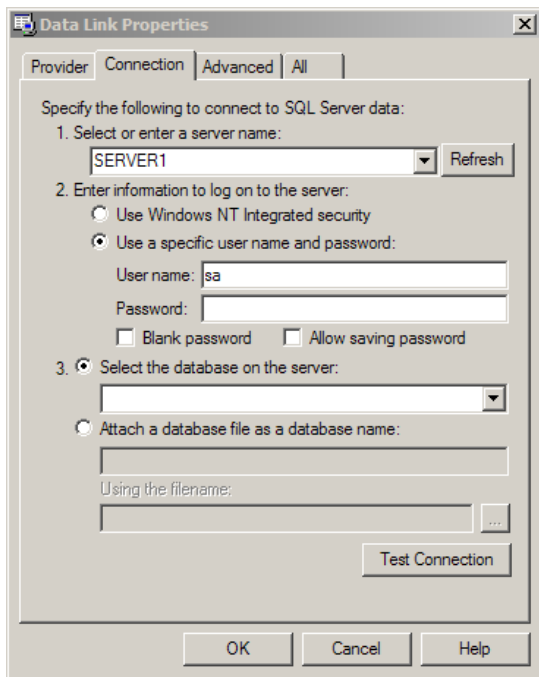 Data Link Properties
Provider Connection Advanced All
Specify the following to connect to SQL Server data:
1. Select or enter a server name:
SERVER1 Refresh
2. Enter information to log on to the server:
Use Windows NT Integrated security
Use a specific user name and password:
User name: sa
Password:
Blank password Allow saving password
3. Select the database on the server:
Attach a database file as a database name:
Using the filename:
...
Test Connection
OK Cancel Help